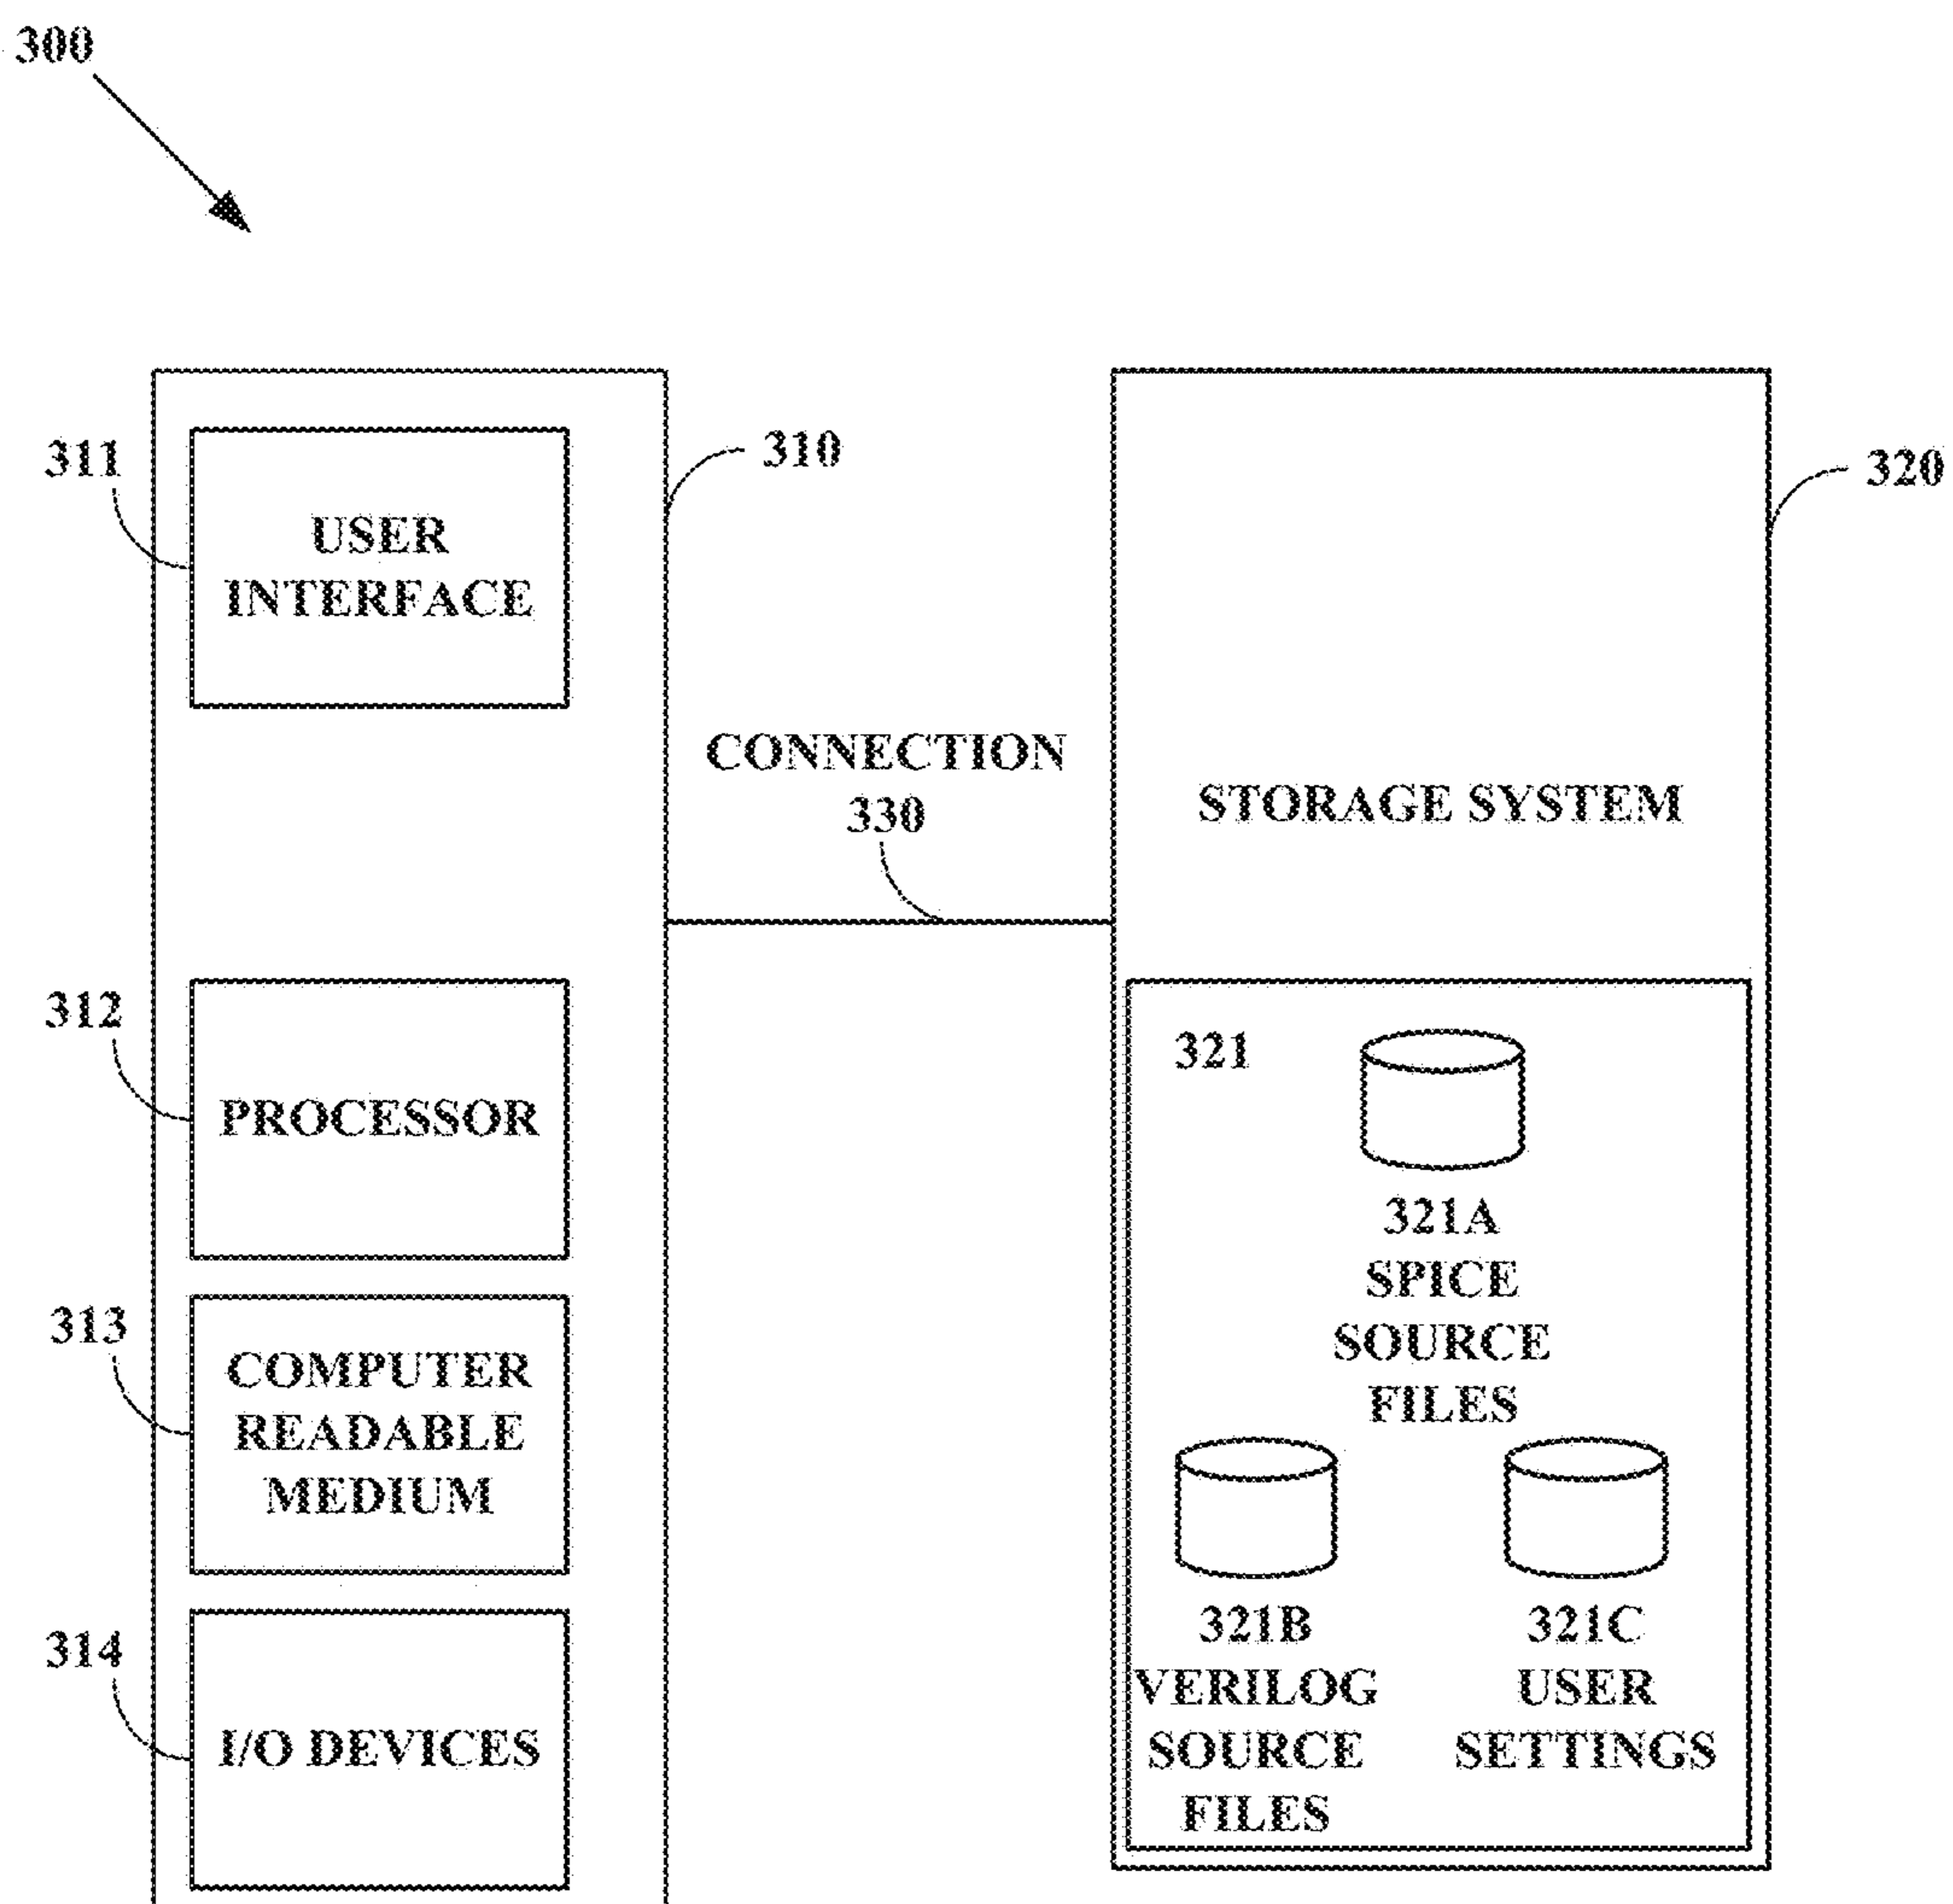 300
311
USER
INTERFACE
310
320
CONNECTION
330
STORAGE SYSTEM
312
PROCESSOR
313
COMPUTER
READABLE
MEDIUM
314
I/O DEVICES
321
321A
SPICE
SOURCE
FILES
321B
VERILOG
SOURCE
FILES
321C
USER
SETTINGS